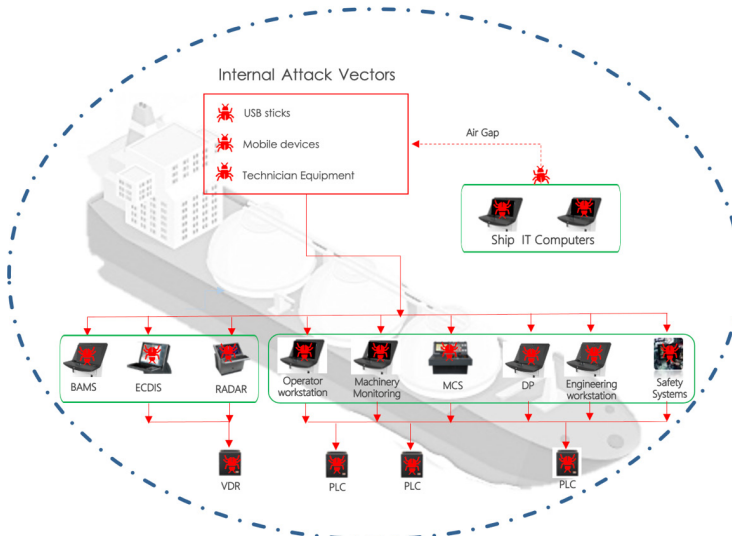 Internal Attack Vectors
USB sticks
Mobile devices
Technician Equipment
Air Gap
Ship IT Computers
BAMS
ECDIS
RADAR
Operator
workstation
Machinery
Monitoring
MCS
DP
Engineering
workstation
Safety
Systems
VDR
PLC
PLC
PLC